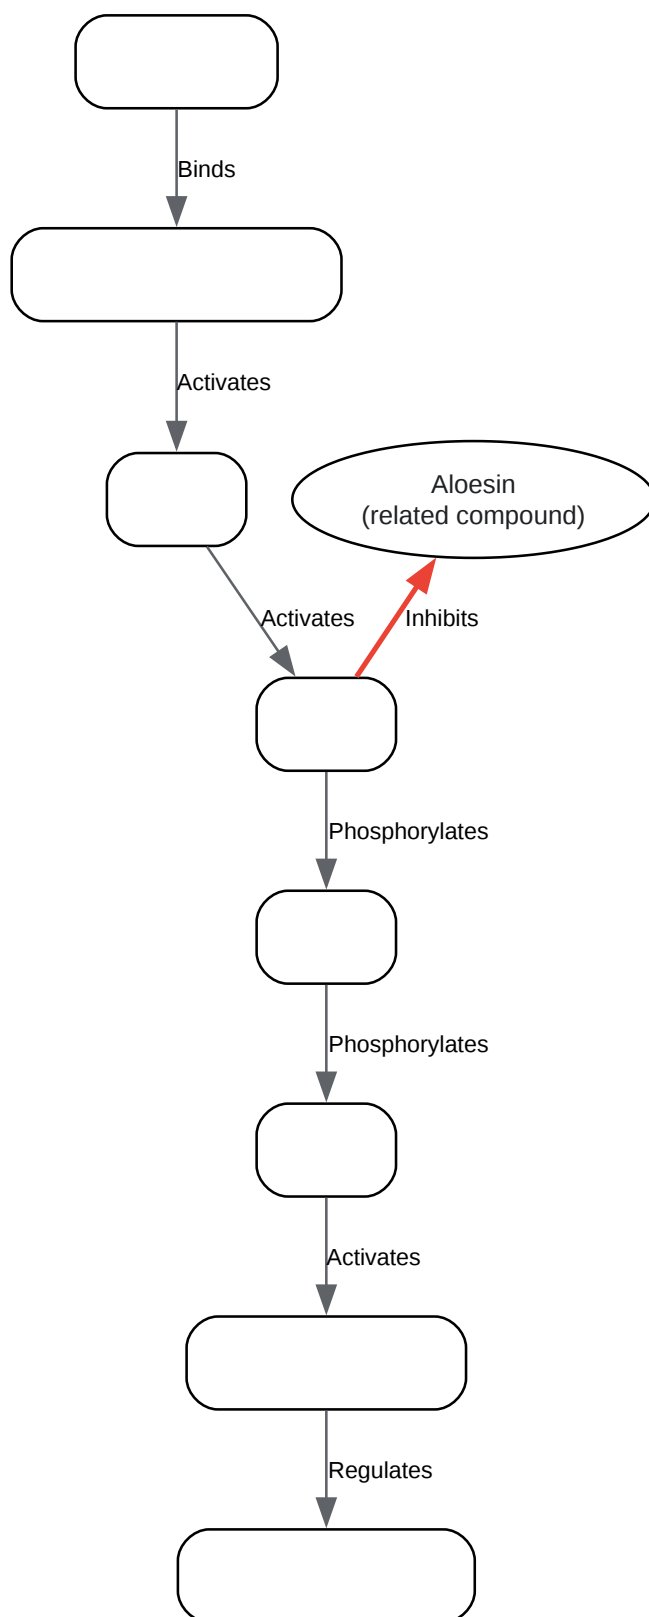 Binds
Activates
Aloesin
(related compound)
Activates
Inhibits
Phosphorylates
Phosphorylates
Activates
Regulates